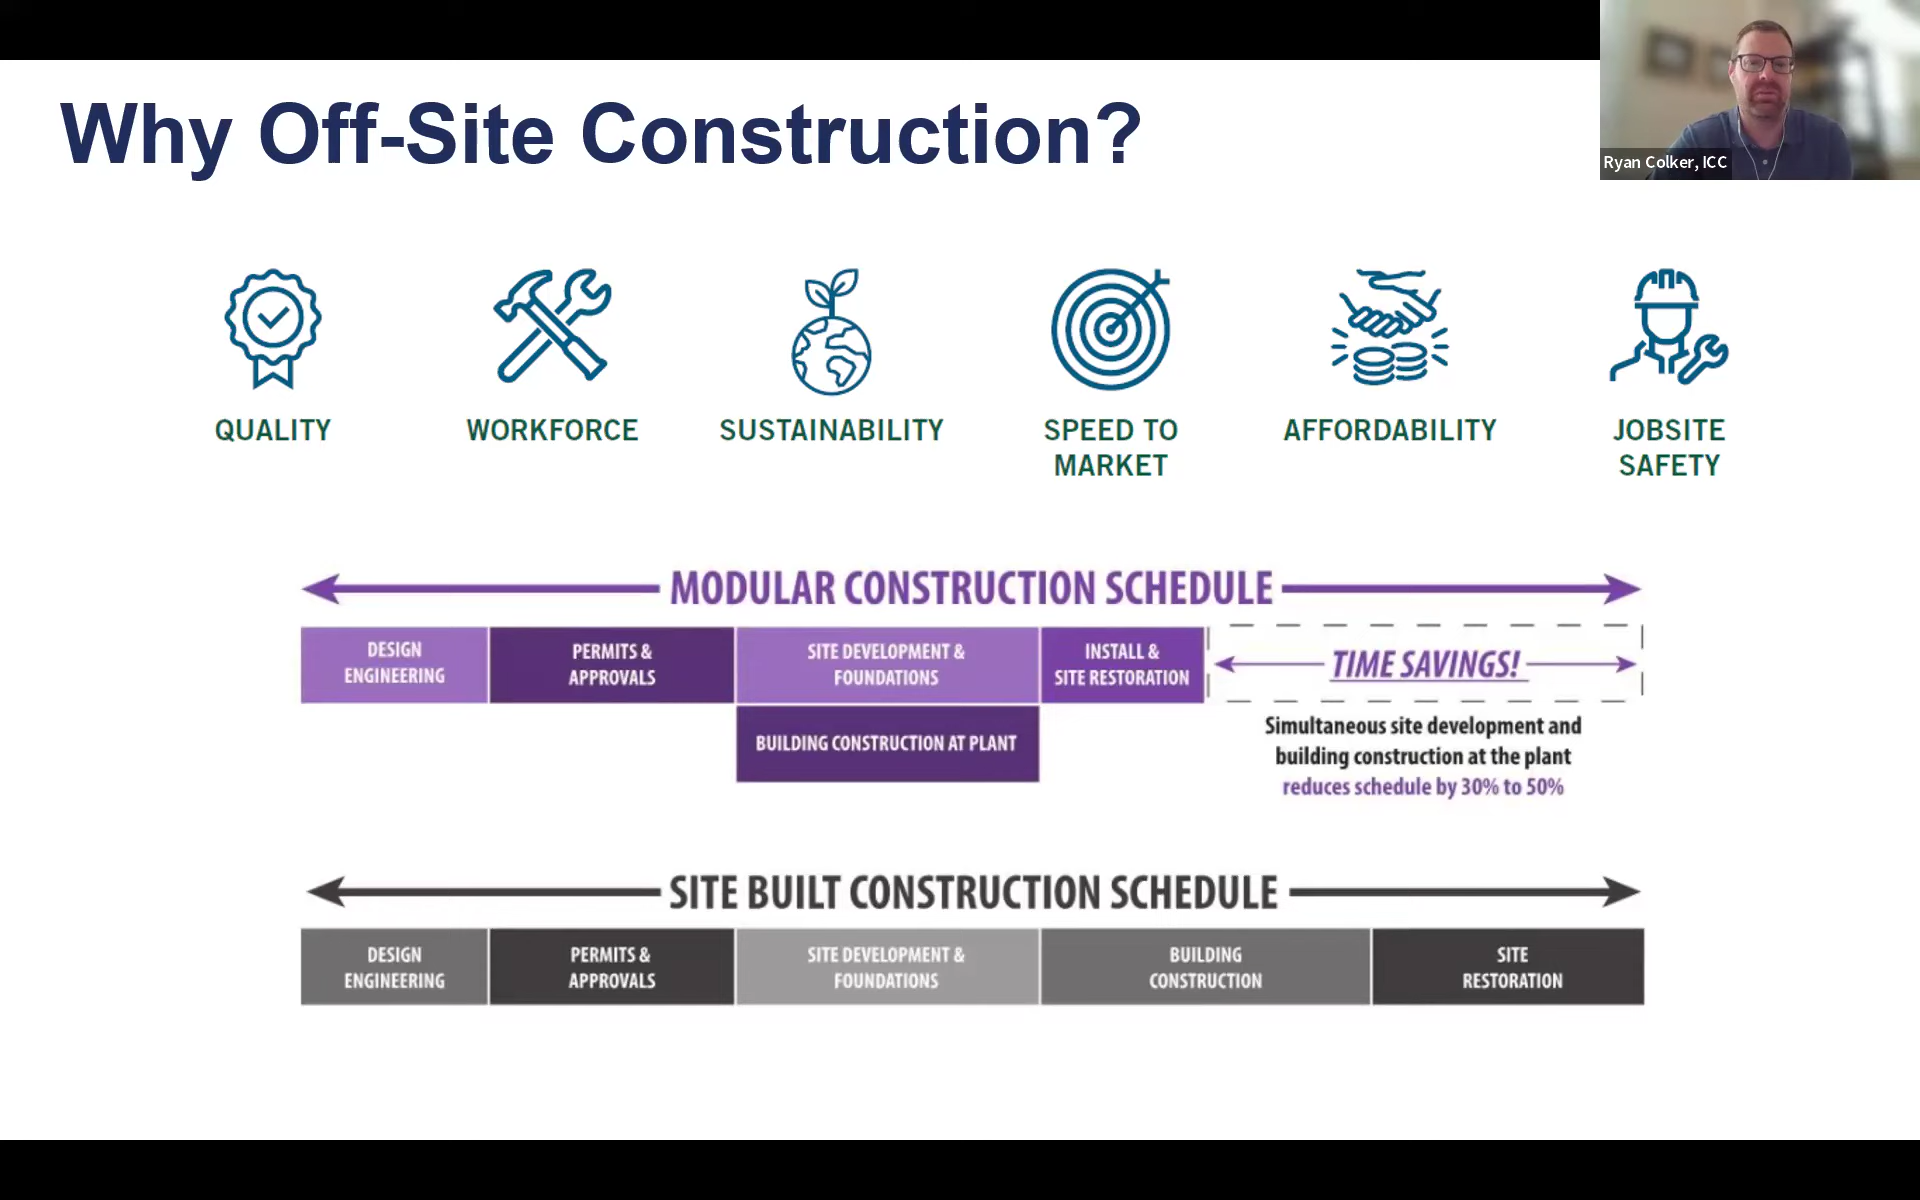 Why Off-Site Construction?
Ryan Colker, ICC
QUALITY
WORKFORCE
SUSTAINABILITY
SPEED TO
MARKET
AFFORDABILITY
JOBSITE
SAFETY
MODULAR CONSTRUCTION SCHEDULE
DESIGN
ENGINEERING
PERMITS &
APPROVALS
SITE DEVELOPMENT &
FOUNDATIONS
INSTALL &
SITE RESTORATION
TIME SAVINGS!
BUILDING CONSTRUCTION AT PLANT
Simultaneous site development and
building construction at the plant
reduces schedule by 30% to 50%
SITE BUILT CONSTRUCTION SCHEDULE
DESIGN
ENGINEERING
PERMITS &
APPROVALS
SITE DEVELOPMENT &
FOUNDATIONS
BUILDING
CONSTRUCTION
SITE
RESTORATION